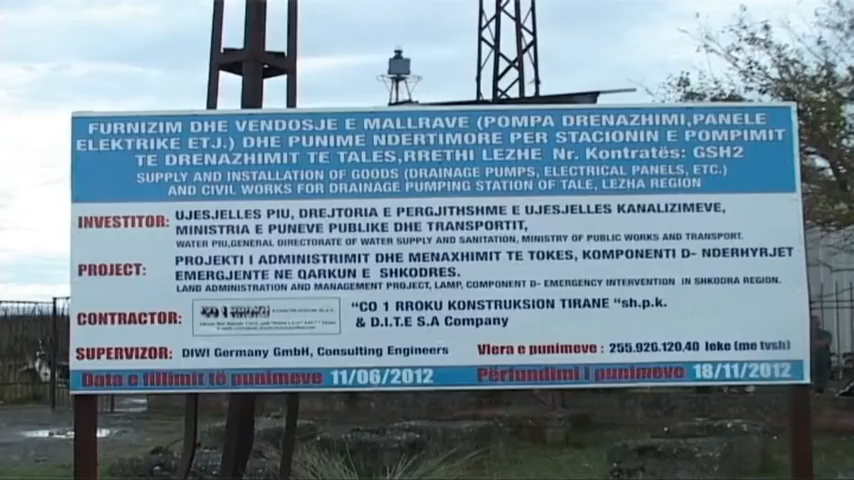 FURNIZIM DHE VENDOSJE E MALLRAVE (POMPA DRENAZHIMI,PANELE
ELEKTRIKE ETJ.) DHE PUNIME NDERTIMORE PER STACIONIN E POMPIMIT
TE DRENAZHIMIT TE TALES,RRETHI LEZHE Nr. Kontratës: GSH2
SUPPLY AND INSTALLATION OF GOODS (DRAINAGE PUMPS, ELECTRICAL PANELS, ETC.)
AND CIVIL WORKS FOR DRAINAGE PUMPING STATION OF TALE, LEZHA REGION
INVESTITOR: UJESJELLES PIU, DREJTORIA E PERGJITHSHME E UJESJELLES KANALIZIMEVE,
MINISTRIA E PUNEVE PUBLIKE DHE TRANSPORTIT,
WATER PIU,GENERAL DIRECTORATE OF WATER SUPPLY AND SANITATION, MINISTRY OF PUBLIC WORKS AND TRANSPORT.
PROJECT: PROJEKTI I ADMINISTRIMIT DHE MENAXHIMIT TE TOKES, KOMPONENTI D- NDERHYRJET
EMERGJENTE NE QARKUN E SHKODRES.
LAND ADMINISTRATION AND MANAGEMENT PROJECT, LAMP, COMPONENT D- EMERGENCY INTERVENTION IN SHKODRA REGION.
CONTRACTOR: "CO 1 RROKU KONSTRUKSION TIRANE "sh.p.k.
& D.I.T.E S.A Company
SUPERVIZOR: DIWI Germany GmbH, Consulting Engineers Vlera e punimeve : 255.926.120.40 leke (me tvsh)
Data e fillimit të punimeve 11/06/2012 Përfundimi i punimeve 18/11/2012